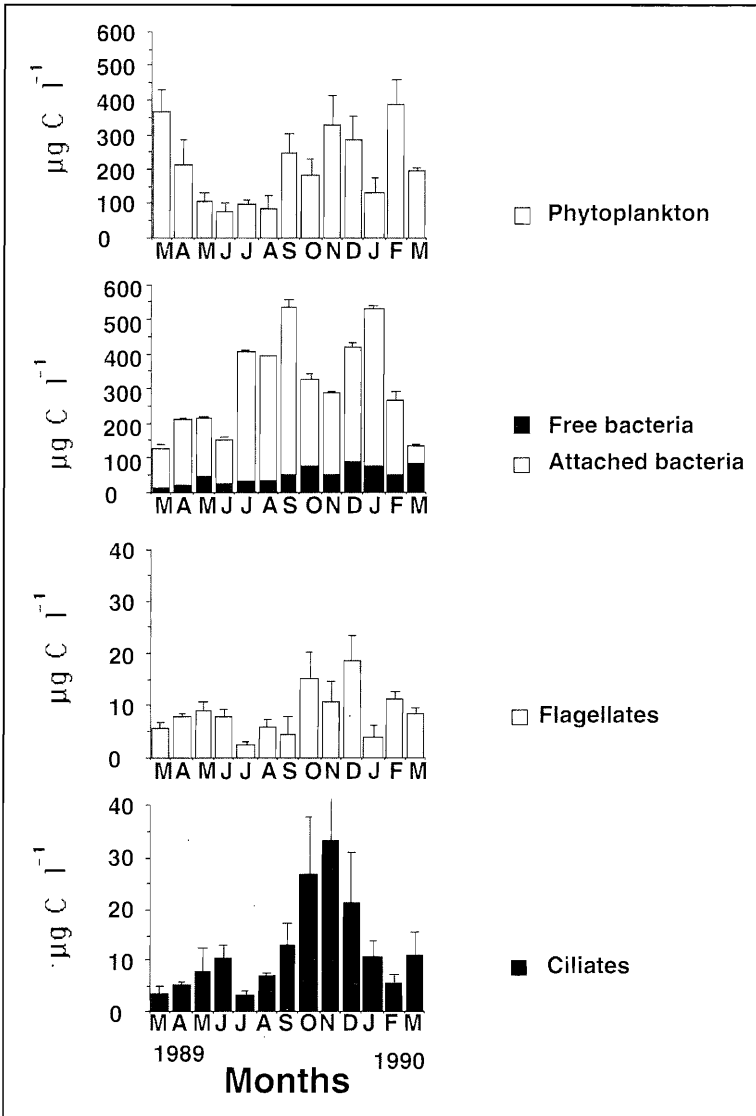 600
500
400
300
200
100
0
µg C l⁻¹
M A M J J A S O N D J F M
Phytoplankton
600
500
400
300
200
100
0
µg C l⁻¹
M A M J J A S O N D J F M
Free bacteria
Attached bacteria
40
30
20
10
0
µg C l⁻¹
M A M J J A S O N D J F M
Flagellates
40
30
20
10
0
µg C l⁻¹
M A M J J A S O N D J F M
Ciliates
1989
1990
Months